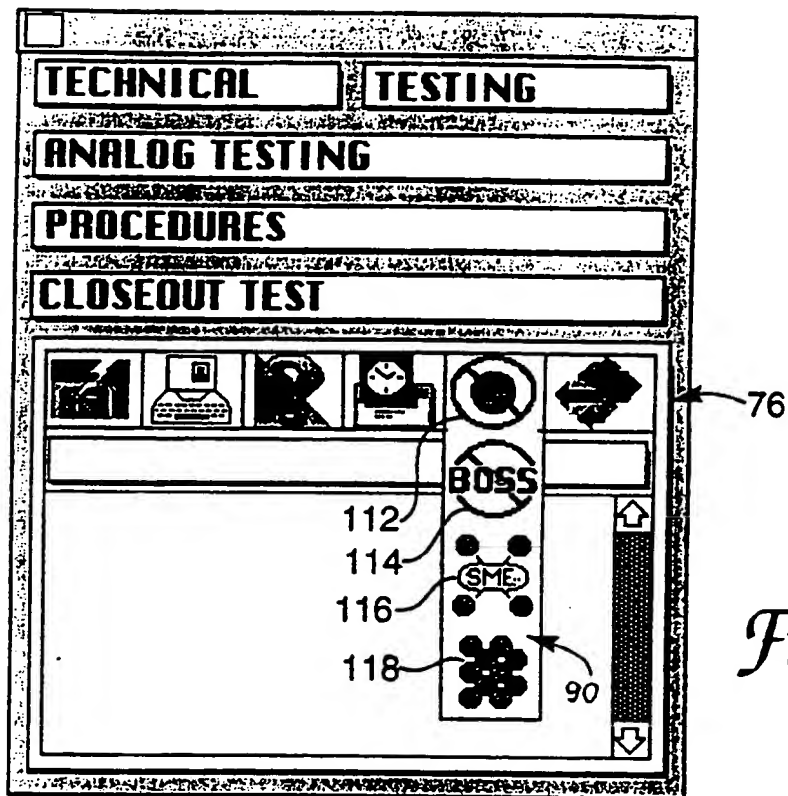 TECHNICAL TESTING
ANALOG TESTING
PROCEDURES
CLOSEOUT TEST
76
BOSS
112
114
SME
116
118
90
F